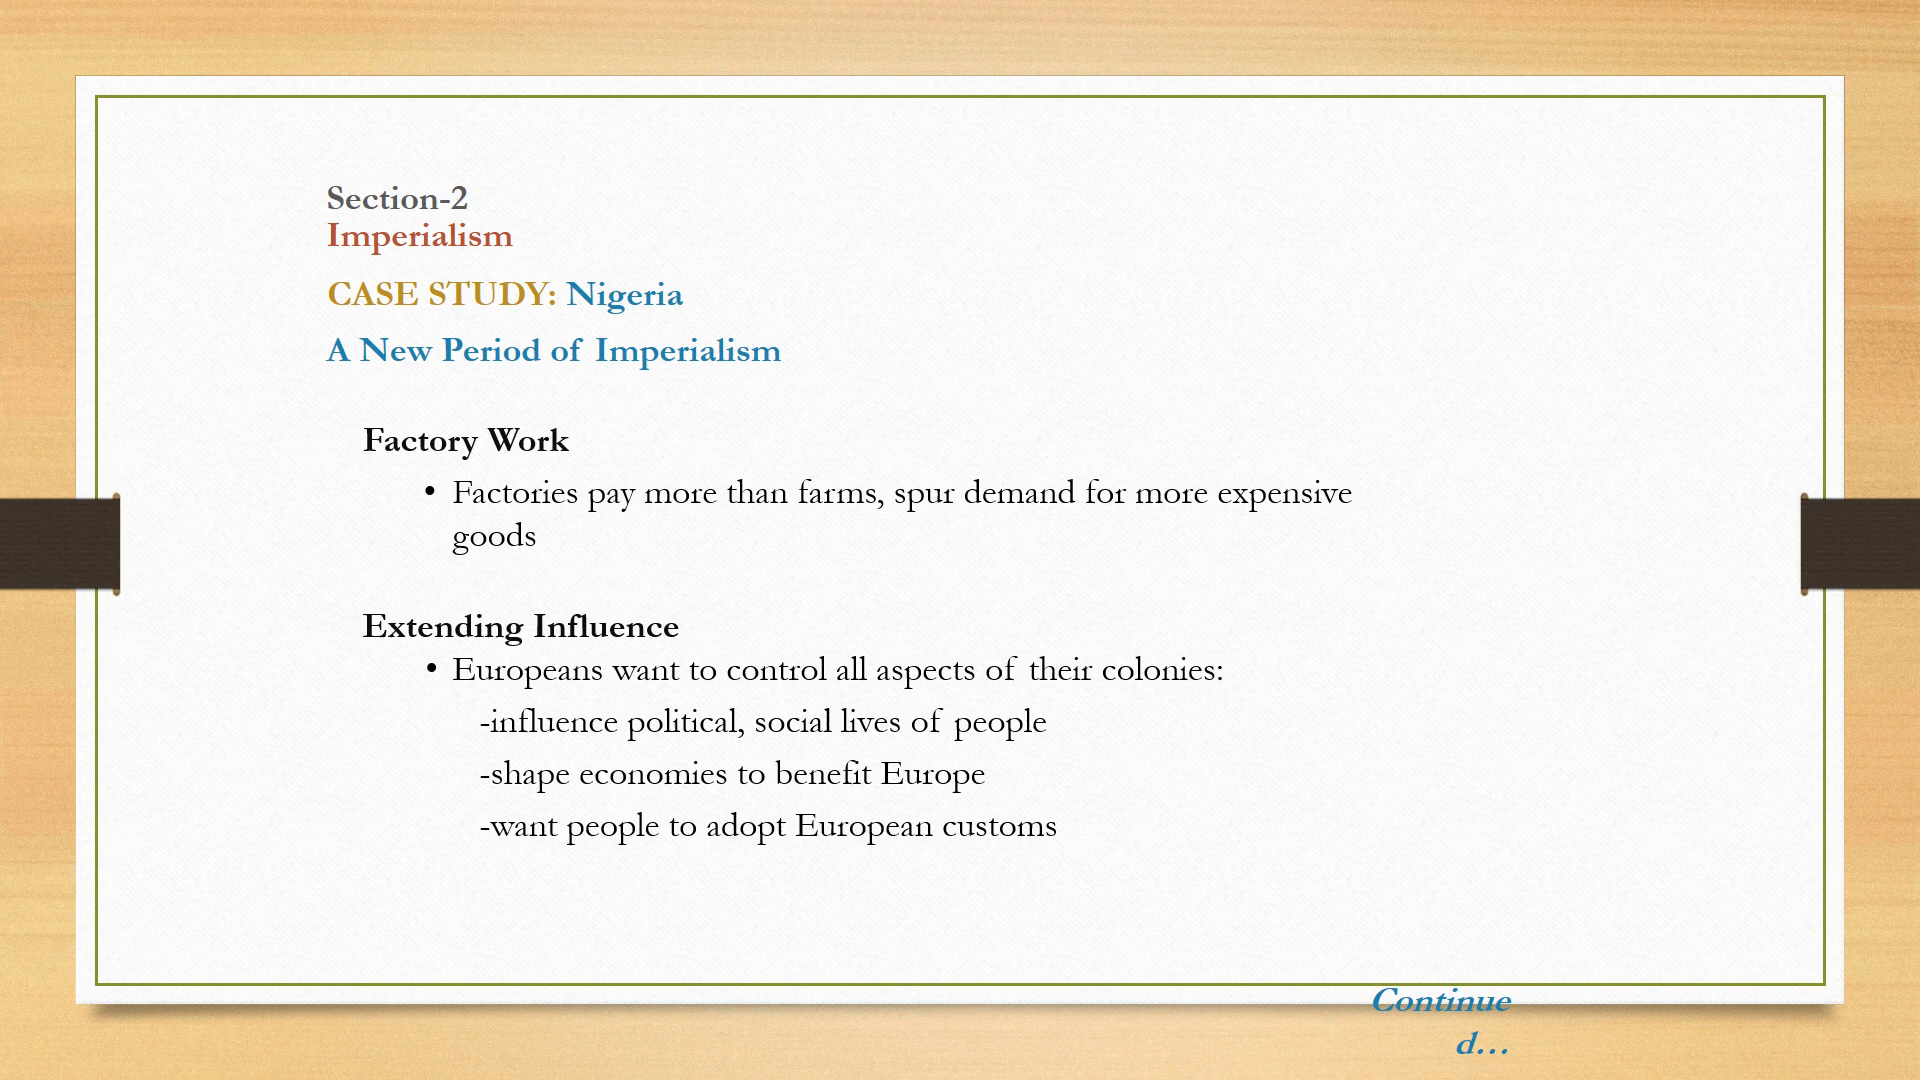 Section-2
Imperialism
CASE STUDY: Nigeria
A New Period of Imperialism
Factory Work
• Factories pay more than farms, spur demand for more expensive
goods
Extending Influence
• Europeans want to control all aspects of their colonies:
-influence political, social lives of people
-shape economies to benefit Europe
-want people to adopt European customs
Continue
d…